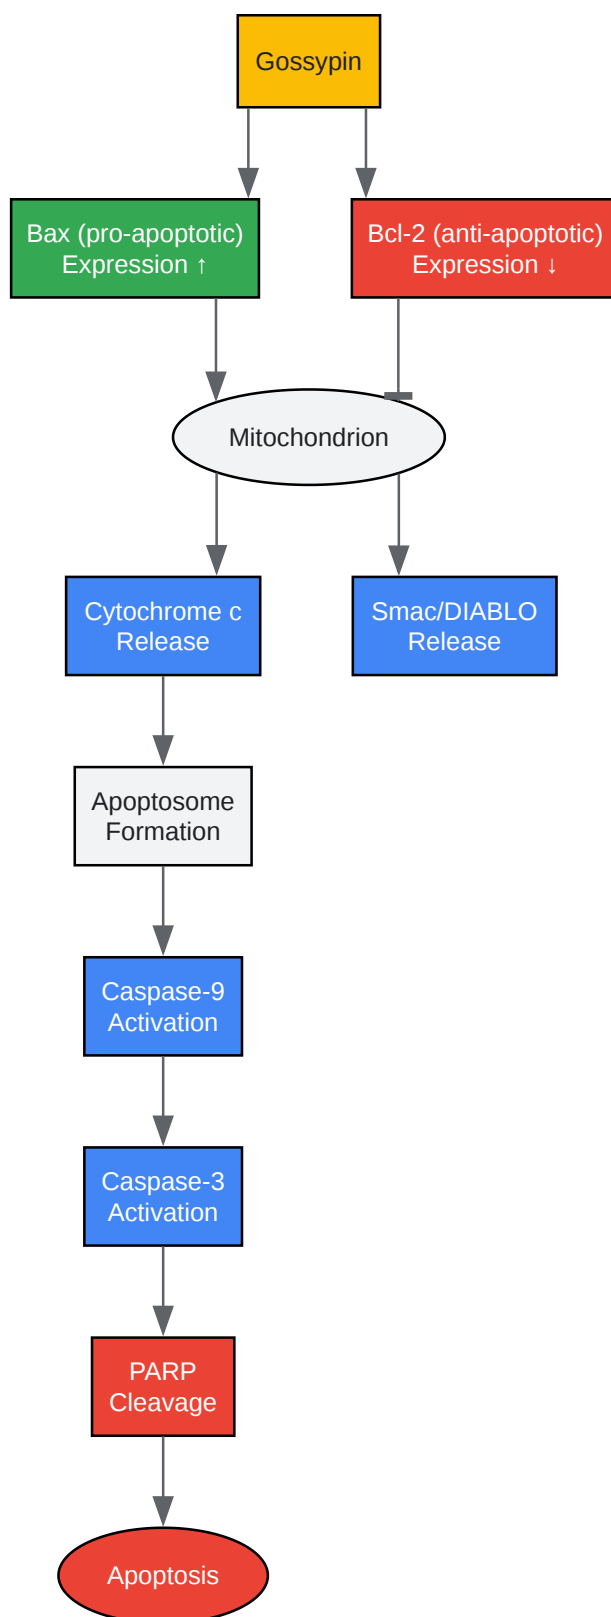 Gossypin
Bax (pro-apoptotic)
Expression ↑
Bcl-2 (anti-apoptotic)
Expression ↓
Mitochondrion
Cytochrome c
Release
Smac/DIABLO
Release
Apoptosome
Formation
Caspase-9
Activation
Caspase-3
Activation
PARP
Cleavage
Apoptosis